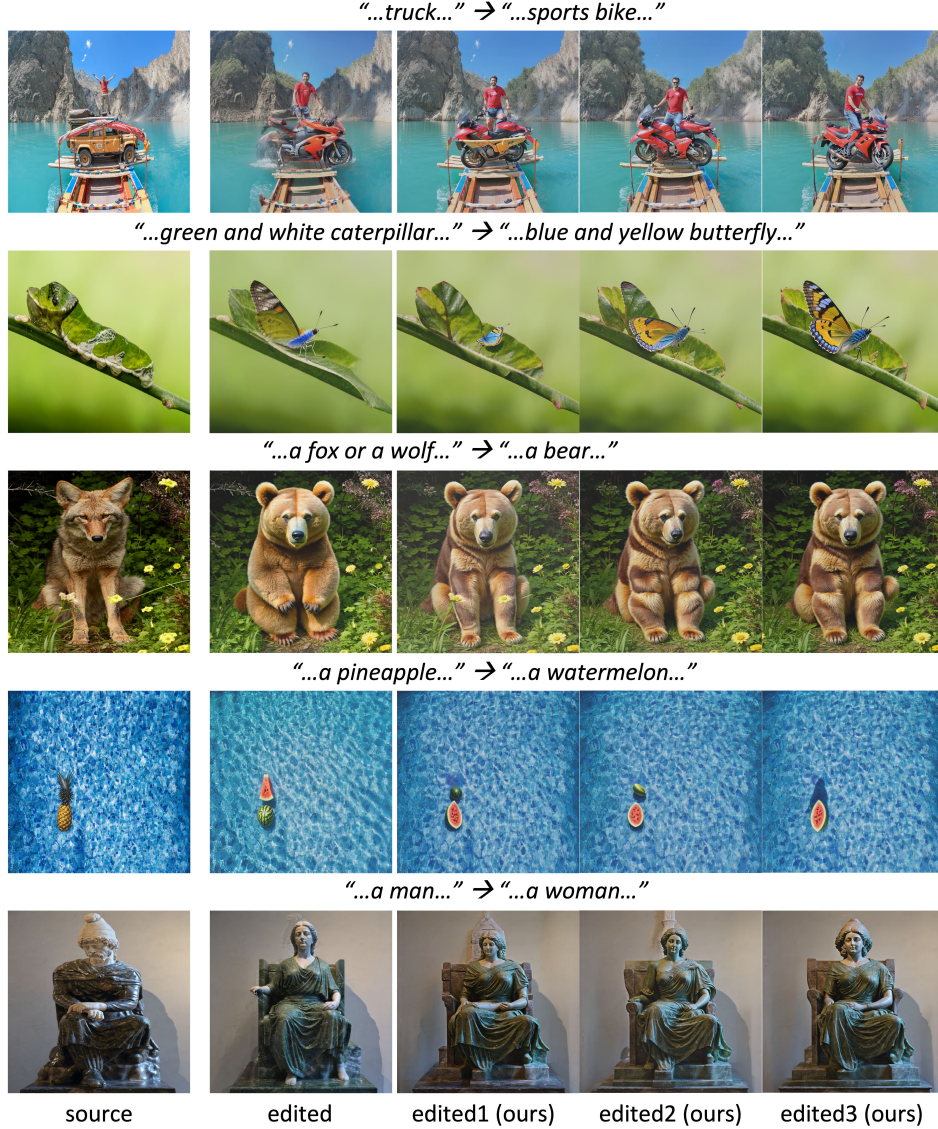 “...truck...” → “...sports bike...”
“...green and white caterpillar...” → “...blue and yellow butterfly...”
“...a fox or a wolf...” → “...a bear...”
“...a pineapple...” → “...a watermelon...”
“...a man...” → “...a woman...”
source edited edited1 (ours) edited2 (ours) edited3 (ours)